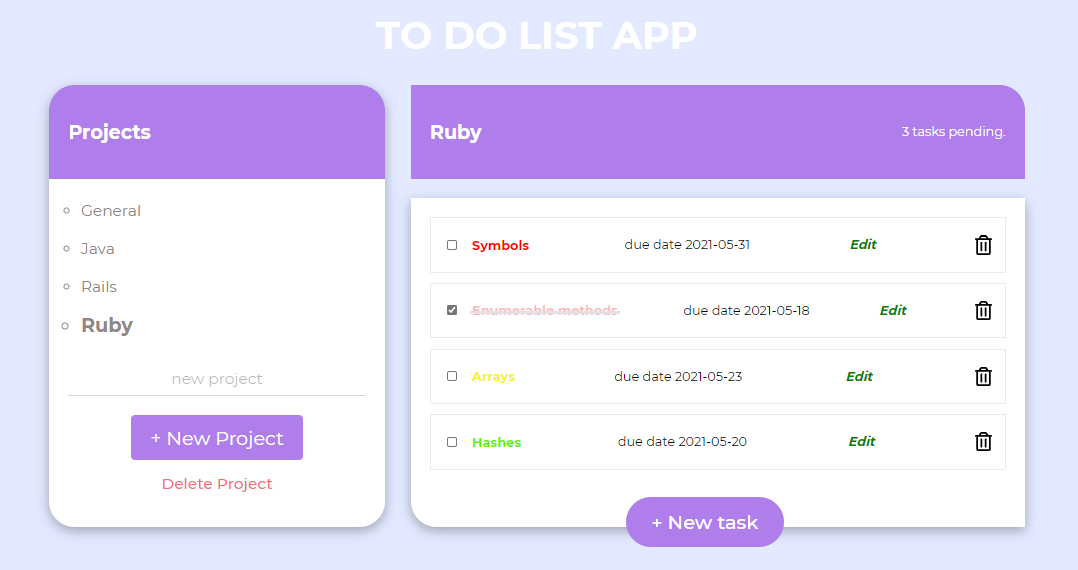 TO DO LIST APP
Projects
General
Java
Rails
Ruby
new project
+ New Project
Delete Project
Ruby
3 tasks pending.
Symbols due date 2021-05-31 Edit
Enumerable methods due date 2021-05-18 Edit
Arrays due date 2021-05-23 Edit
Hashes due date 2021-05-20 Edit
+ New task